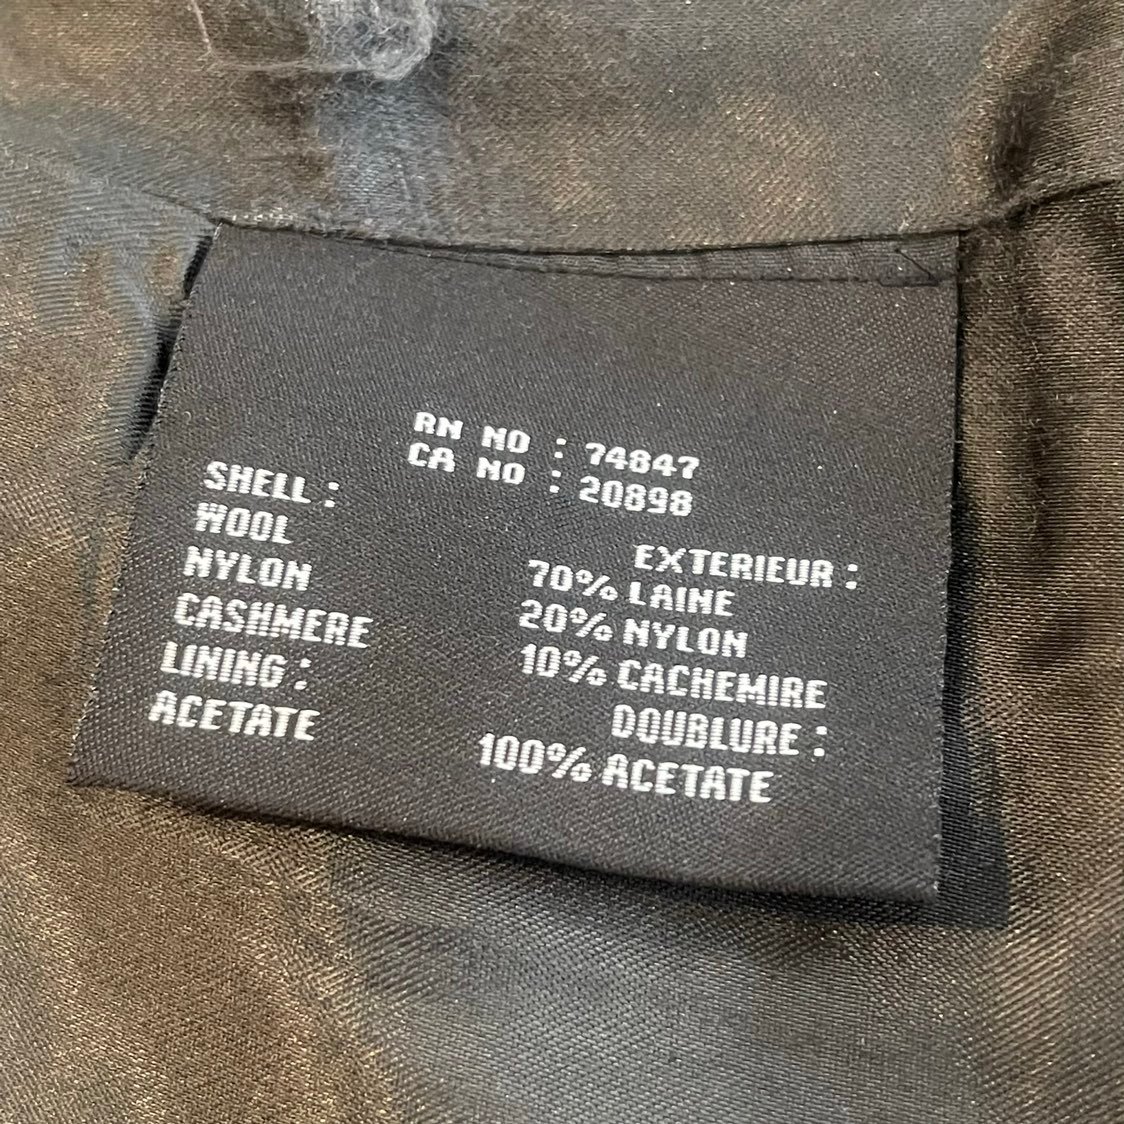 RN NO : 74847
CA NO : 20898
SHELL : EXTERIEUR :
WOOL 70% LAINE
NYLON 20% NYLON
CASHMERE 10% CACHEMIRE
LINING : DOUBLURE :
ACETATE 100% ACETATE